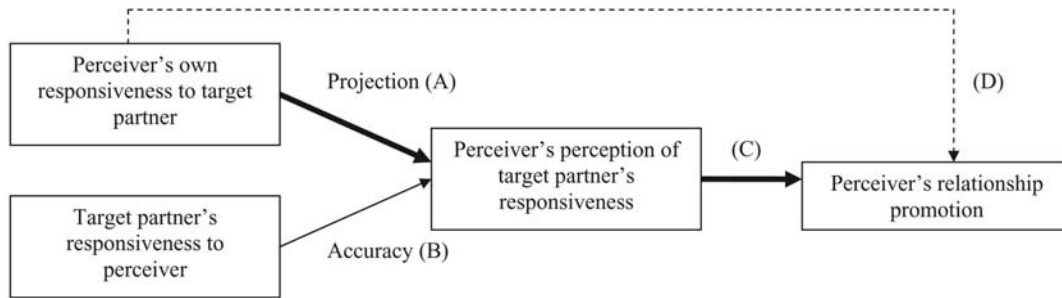 Perceiver’s own
responsiveness to target
partner
Projection (A)
(D)
Perceiver’s perception of
target partner’s
responsiveness
(C)
Perceiver’s relationship
promotion
Target partner’s
responsiveness to
perceiver
Accuracy (B)